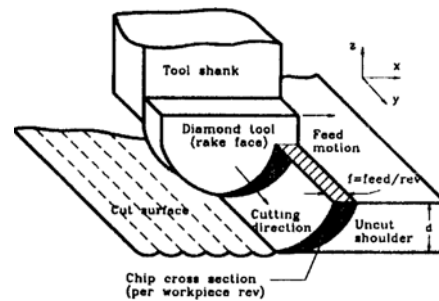 z
x
y
Tool shank
Diamond tool
(rake face)
Feed
motion
f=feed/rev
Cut surface
Cutting
direction
Uncut
shoulder
d
Chip cross section
(per workpiece rev)